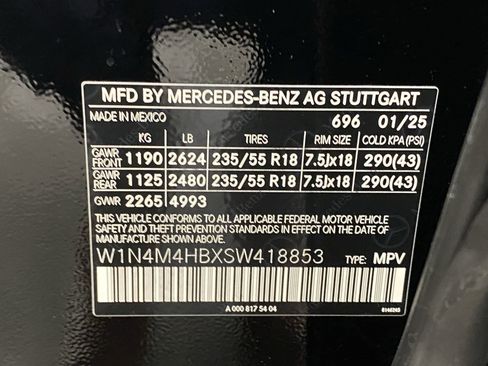 MFD BY MERCEDES-BENZ AG STUTTGART
MADE IN MEXICO 696 01/25
KG LB TIRES RIM SIZE COLD KPA(PSI)
GAWR FRONT 1190 2624 235/55 R18 7.5Jx18 290(43)
GAWR REAR 1125 2480 235/55 R18 7.5Jx18 290(43)
GVWR 2265 4993
THIS VEHICLE CONFORMS TO ALL APPLICABLE FEDERAL MOTOR VEHICLE
SAFETY AND THEFT PREVENTION STANDARDS IN EFFECT ON THE DATE OF
MANUFACTURE SHOWN ABOVE.
W1N4M4HBXSW418853 TYPE: MPV
A 000 817 54 04